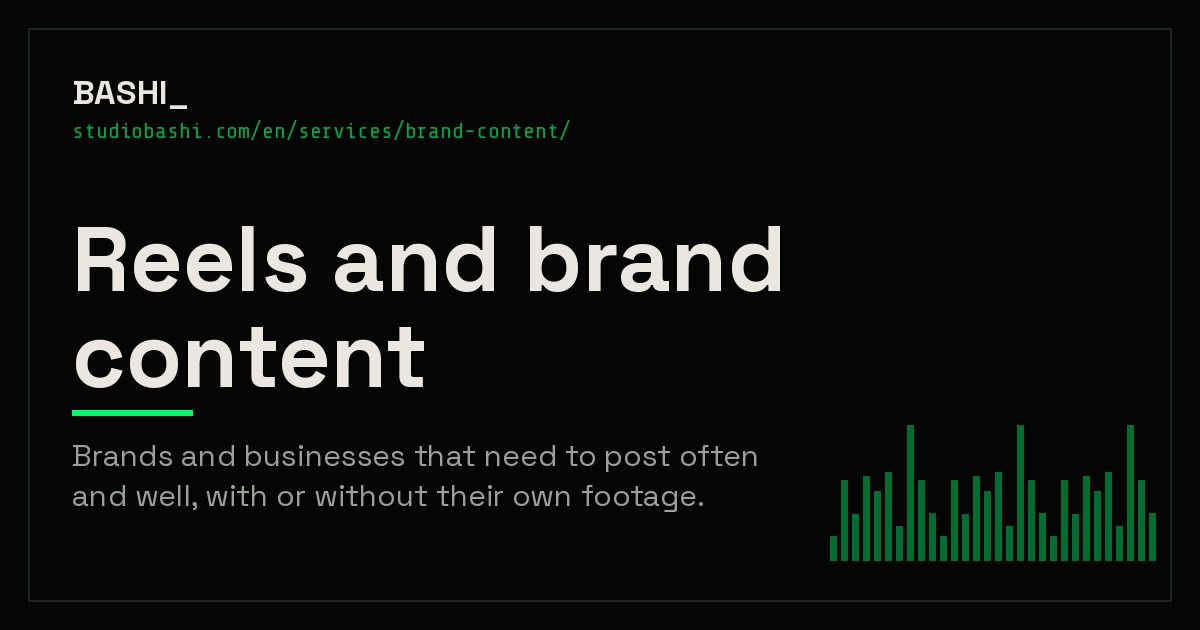 BASHI_
studiobashi.com/en/services/brand-content/
Reels and brand
content
Brands and businesses that need to post often
and well, with or without their own footage.